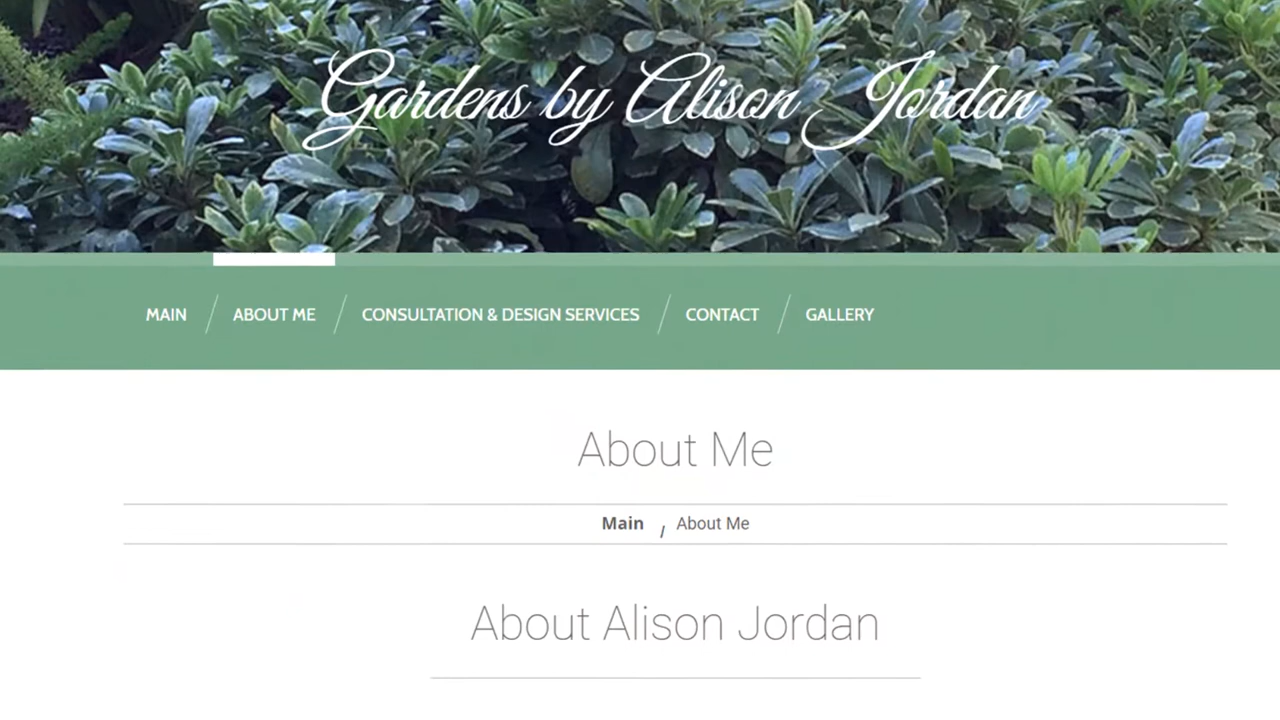 Gardens by Alison Jordan
MAIN / ABOUT ME / CONSULTATION & DESIGN SERVICES / CONTACT / GALLERY
About Me
Main / About Me
About Alison Jordan